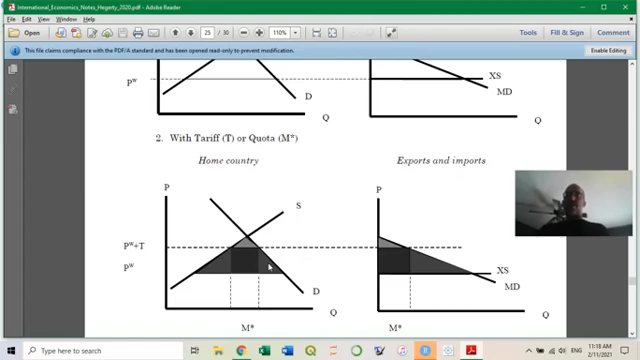 International_Economics_Notes_Hegerty_2020.pdf - Adobe Reader
File Edit View Window Help
Open 25 / 30 110% Tools Fill & Sign Comment
This file claims compliance with the PDF/A standard and has been opened read-only to prevent modification. Enable Editing
Pᵂ D Q XS MD Q
2. With Tariff (T) or Quota (M*)
Home country Exports and imports
P P
S
Pᵂ+T
Pᵂ XS
D MD
Q Q
M* M*
Type here to search ENG 11:18 AM
2/11/2021